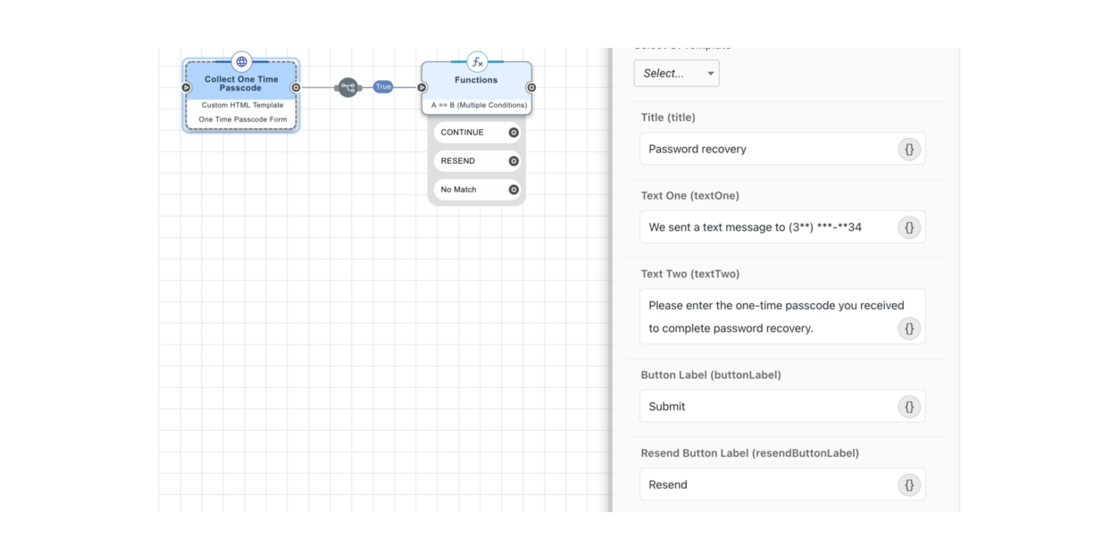 Collect One Time
Passcode
Custom HTML Template
One Time Passcode Form
True
fx
Functions
A == B (Multiple Conditions)
CONTINUE
RESEND
No Match
Select...
Title (title)
Password recovery
{}
Text One (textOne)
We sent a text message to (3**) ***-**34
{}
Text Two (textTwo)
Please enter the one-time passcode you received
to complete password recovery.
{}
Button Label (buttonLabel)
Submit
{}
Resend Button Label (resendButtonLabel)
Resend
{}